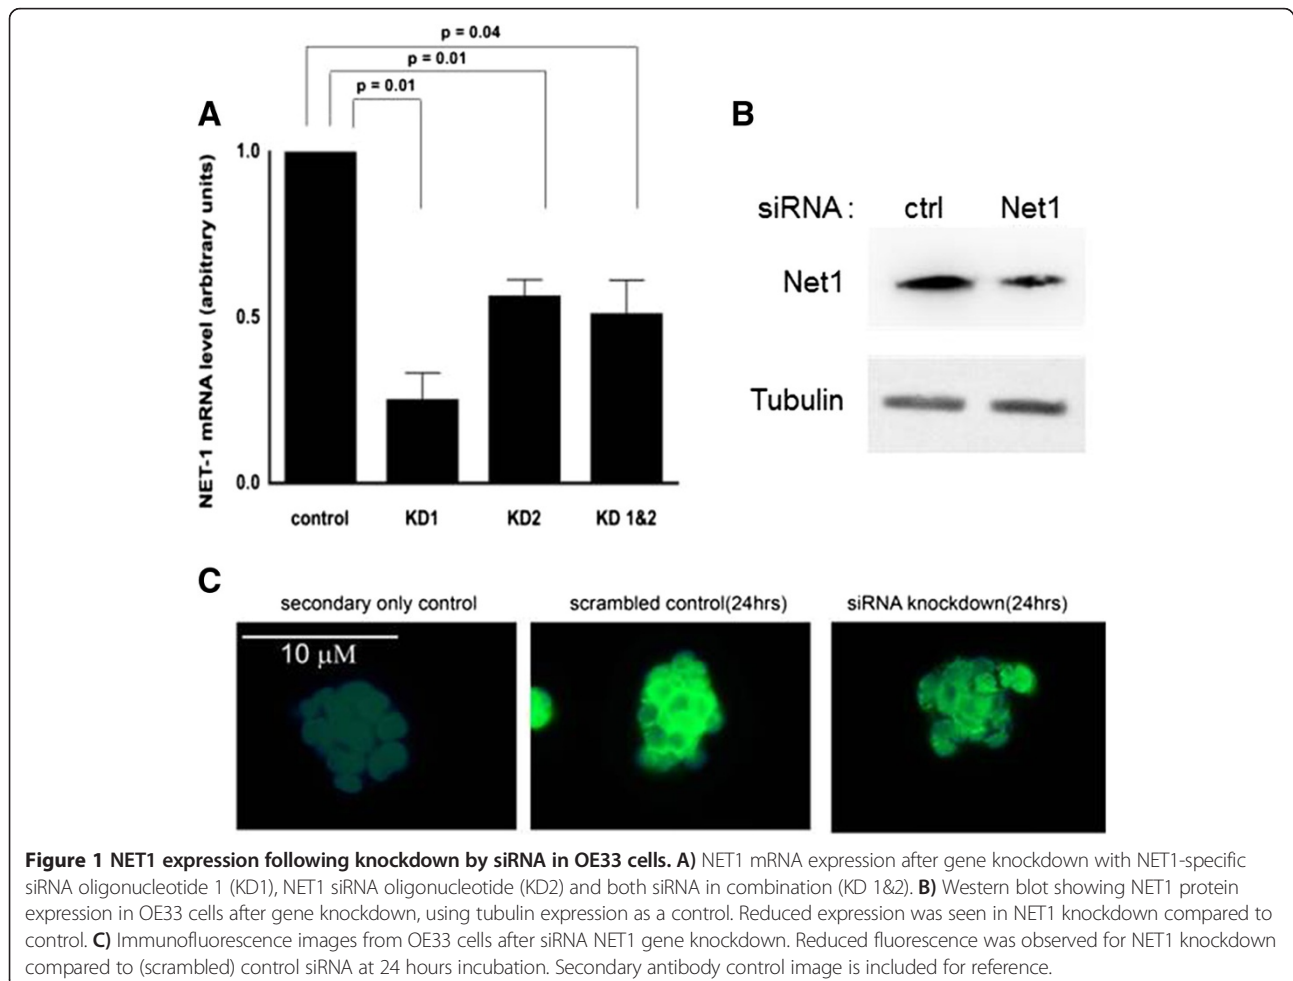 p = 0.04
p = 0.01
p = 0.01
A
NET-1 mRNA level (arbitrary units)
1.0
0.5
0.0
control KD1 KD2 KD 1&2
B
siRNA : ctrl Net1
Net1
Tubulin
C
secondary only control scrambled control(24hrs) siRNA knockdown(24hrs)
10 µM
Figure 1 NET1 expression following knockdown by siRNA in OE33 cells. A) NET1 mRNA expression after gene knockdown with NET1-specific
siRNA oligonucleotide 1 (KD1), NET1 siRNA oligonucleotide (KD2) and both siRNA in combination (KD 1&2). B) Western blot showing NET1 protein
expression in OE33 cells after gene knockdown, using tubulin expression as a control. Reduced expression was seen in NET1 knockdown compared to
control. C) Immunofluorescence images from OE33 cells after siRNA NET1 gene knockdown. Reduced fluorescence was observed for NET1 knockdown
compared to (scrambled) control siRNA at 24 hours incubation. Secondary antibody control image is included for reference.